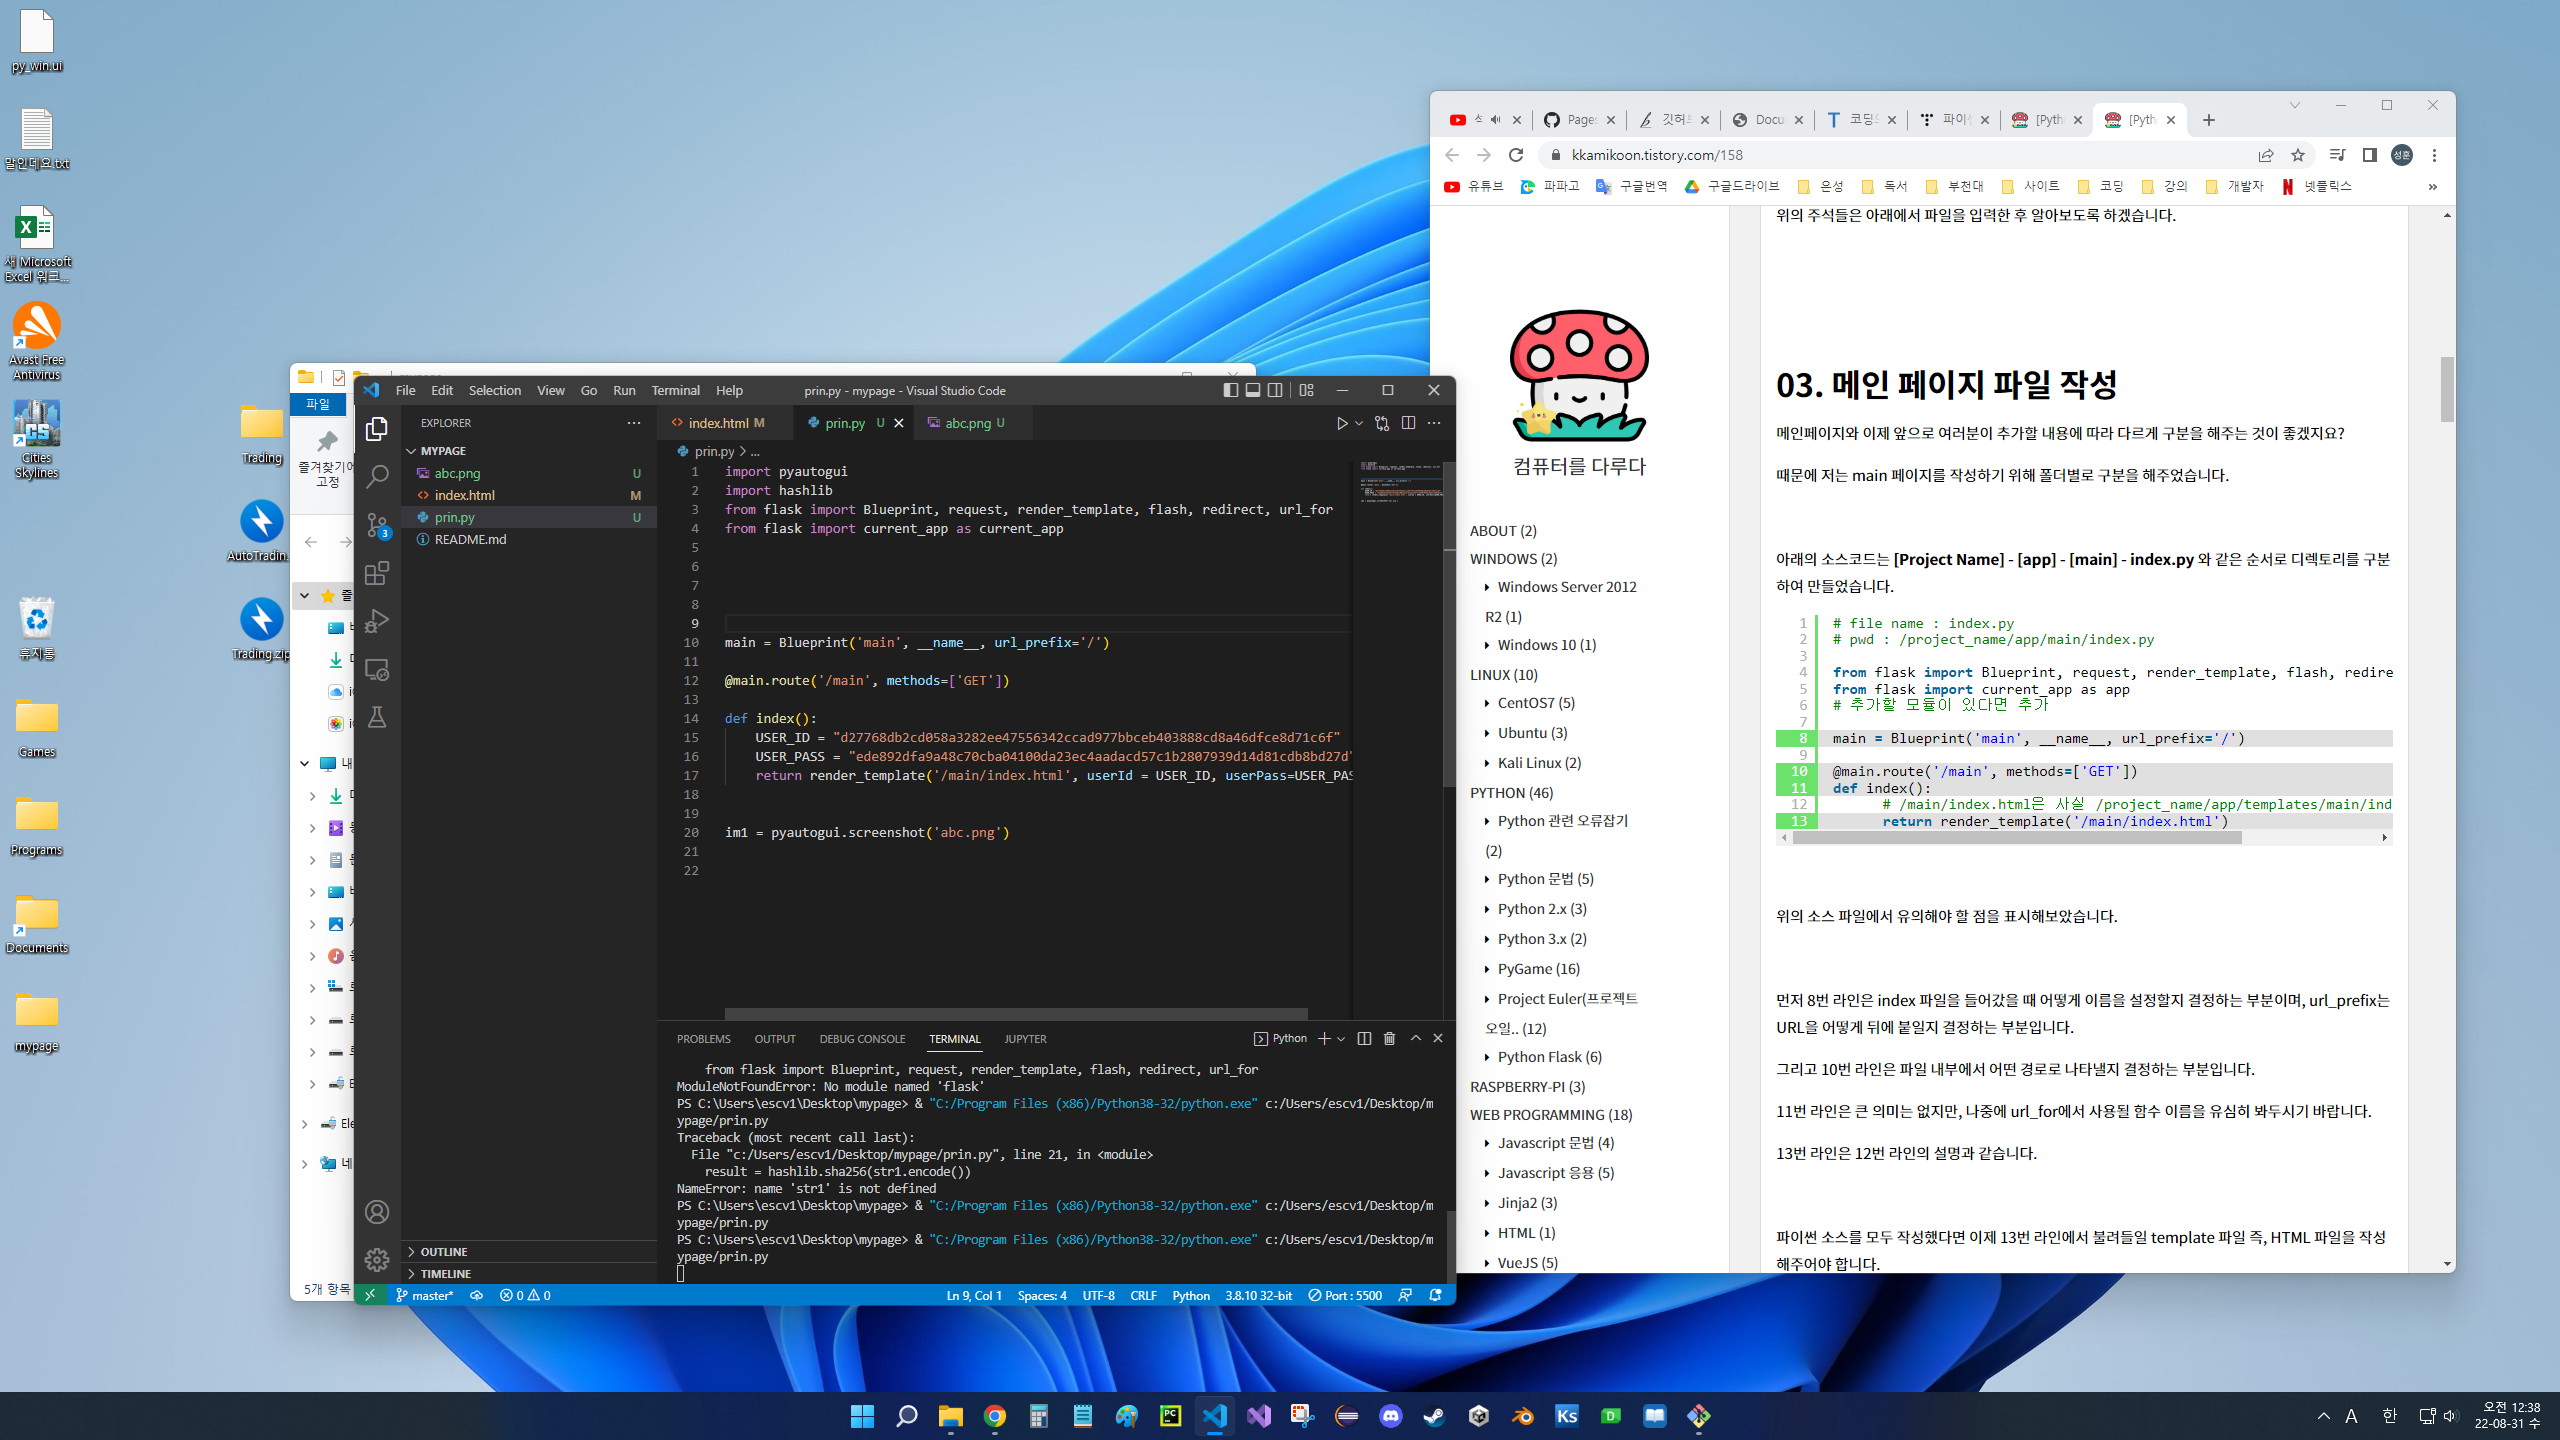 py_win.ui
말인데요.txt
새 Microsoft
Excel 워크...
Avast Free
Antivirus
Cities
Skylines
휴지통
Games
Programs
Documents
mypage
Trading
AutoTradin...
Trading.zip
파일
즐겨찾기에
고정
5개 항목
File Edit Selection View Go Run Terminal Help
prin.py - mypage - Visual Studio Code
EXPLORER
MYPAGE
abc.png U
index.html M
prin.py U
README.md
OUTLINE
TIMELINE
index.html M
prin.py U
abc.png U
prin.py > ...
1 import pyautogui
2 import hashlib
3 from flask import Blueprint, request, render_template, flash, redirect, url_for
4 from flask import current_app as current_app
5
6
7
8
9
10 main = Blueprint('main', __name__, url_prefix='/')
11
12 @main.route('/main', methods=['GET'])
13
14 def index():
15 USER_ID = "d27768db2cd058a3282ee47556342ccad977bbceb403888cd8a46dfce8d71c6f"
16 USER_PASS = "ede892dfa9a48c70cba04100da23ec4aadacd57c1b2807939d14d81cdb8bd27d"
17 return render_template('/main/index.html', userId = USER_ID, userPass=USER_PAS
18
19
20 im1 = pyautogui.screenshot('abc.png')
21
22
PROBLEMS OUTPUT DEBUG CONSOLE TERMINAL JUPYTER
Python
from flask import Blueprint, request, render_template, flash, redirect, url_for
ModuleNotFoundError: No module named 'flask'
PS C:\Users\escv1\Desktop\mypage> & "C:/Program Files (x86)/Python38-32/python.exe" c:/Users/escv1/Desktop/m
ypage/prin.py
Traceback (most recent call last):
File "c:/Users/escv1/Desktop/mypage/prin.py", line 21, in <module>
result = hashlib.sha256(str1.encode())
NameError: name 'str1' is not defined
PS C:\Users\escv1\Desktop\mypage> & "C:/Program Files (x86)/Python38-32/python.exe" c:/Users/escv1/Desktop/m
ypage/prin.py
PS C:\Users\escv1\Desktop\mypage> & "C:/Program Files (x86)/Python38-32/python.exe" c:/Users/escv1/Desktop/m
ypage/prin.py
3
master* 0 0
Ln 9, Col 1 Spaces: 4 UTF-8 CRLF Python 3.8.10 32-bit Port : 5500
Pages 깃허브 Docu 코딩 파이 [Pyth [Pyth
kkamikoon.tistory.com/158
성훈
유튜브 파파고 구글번역 구글드라이브 은성 독서 부천대 사이트 코딩 강의 개발자 넷플릭스 »
컴퓨터를 다루다
ABOUT (2)
WINDOWS (2)
Windows Server 2012
R2 (1)
Windows 10 (1)
LINUX (10)
CentOS7 (5)
Ubuntu (3)
Kali Linux (2)
PYTHON (46)
Python 관련 오류잡기
(2)
Python 문법 (5)
Python 2.x (3)
Python 3.x (2)
PyGame (16)
Project Euler(프로젝트
오일.. (12)
Python Flask (6)
RASPBERRY-PI (3)
WEB PROGRAMMING (18)
Javascript 문법 (4)
Javascript 응용 (5)
Jinja2 (3)
HTML (1)
VueJS (5)
위의 주석들은 아래에서 파일을 입력한 후 알아보도록 하겠습니다.
03. 메인 페이지 파일 작성
메인페이지와 이제 앞으로 여러분이 추가할 내용에 따라 다르게 구분을 해주는 것이 좋겠지요?
때문에 저는 main 페이지를 작성하기 위해 폴더별로 구분을 해주었습니다.
아래의 소스코드는 [Project Name] - [app] - [main] - index.py 와 같은 순서로 디렉토리를 구분
하여 만들었습니다.
1 # file name : index.py
2 # pwd : /project_name/app/main/index.py
3
4 from flask import Blueprint, request, render_template, flash, redire
5 from flask import current_app as app
6 # 추가할 모듈이 있다면 추가
7
8 main = Blueprint('main', __name__, url_prefix='/')
9
10 @main.route('/main', methods=['GET'])
11 def index():
12 # /main/index.html은 사실 /project_name/app/templates/main/ind
13 return render_template('/main/index.html')
위의 소스 파일에서 유의해야 할 점을 표시해보았습니다.
먼저 8번 라인은 index 파일을 들어갔을 때 어떻게 이름을 설정할지 결정하는 부분이며, url_prefix는
URL을 어떻게 뒤에 붙일지 결정하는 부분입니다.
그리고 10번 라인은 파일 내부에서 어떤 경로로 나타낼지 결정하는 부분입니다.
11번 라인은 큰 의미는 없지만, 나중에 url_for에서 사용될 함수 이름을 유심히 봐두시기 바랍니다.
13번 라인은 12번 라인의 설명과 같습니다.
파이썬 소스를 모두 작성했다면 이제 13번 라인에서 불려들일 template 파일 즉, HTML 파일을 작성
해주어야 합니다.
A 한
오전 12:38
22-08-31 수